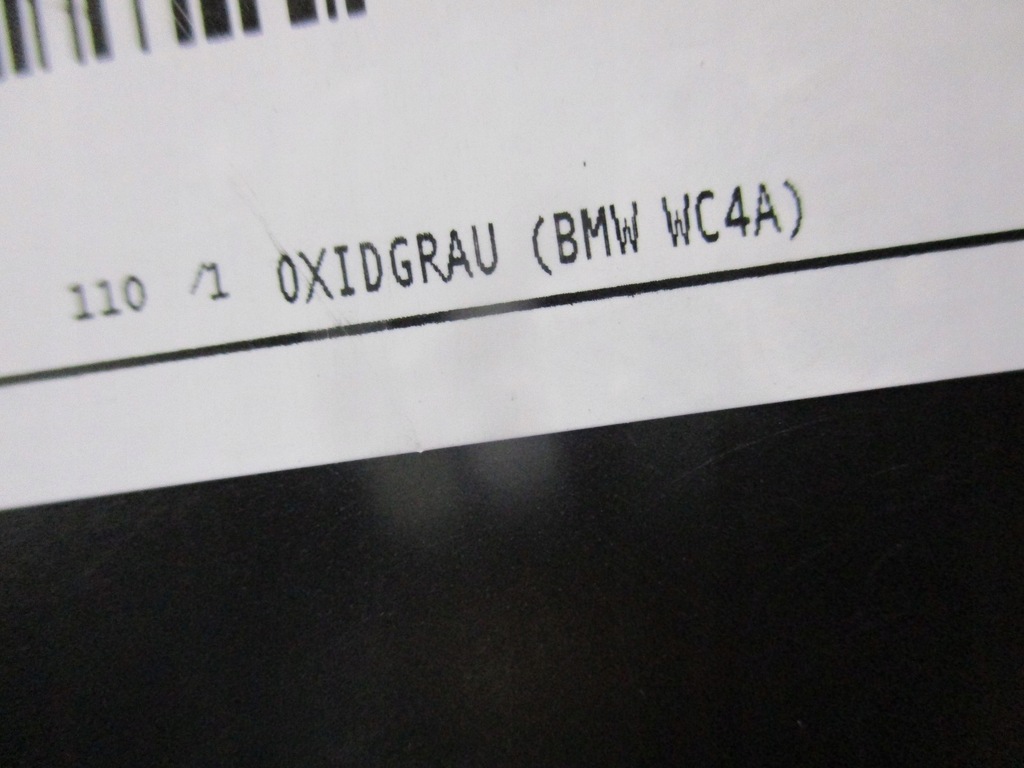 110 /1 OXIDGRAU (BMW WC4A)